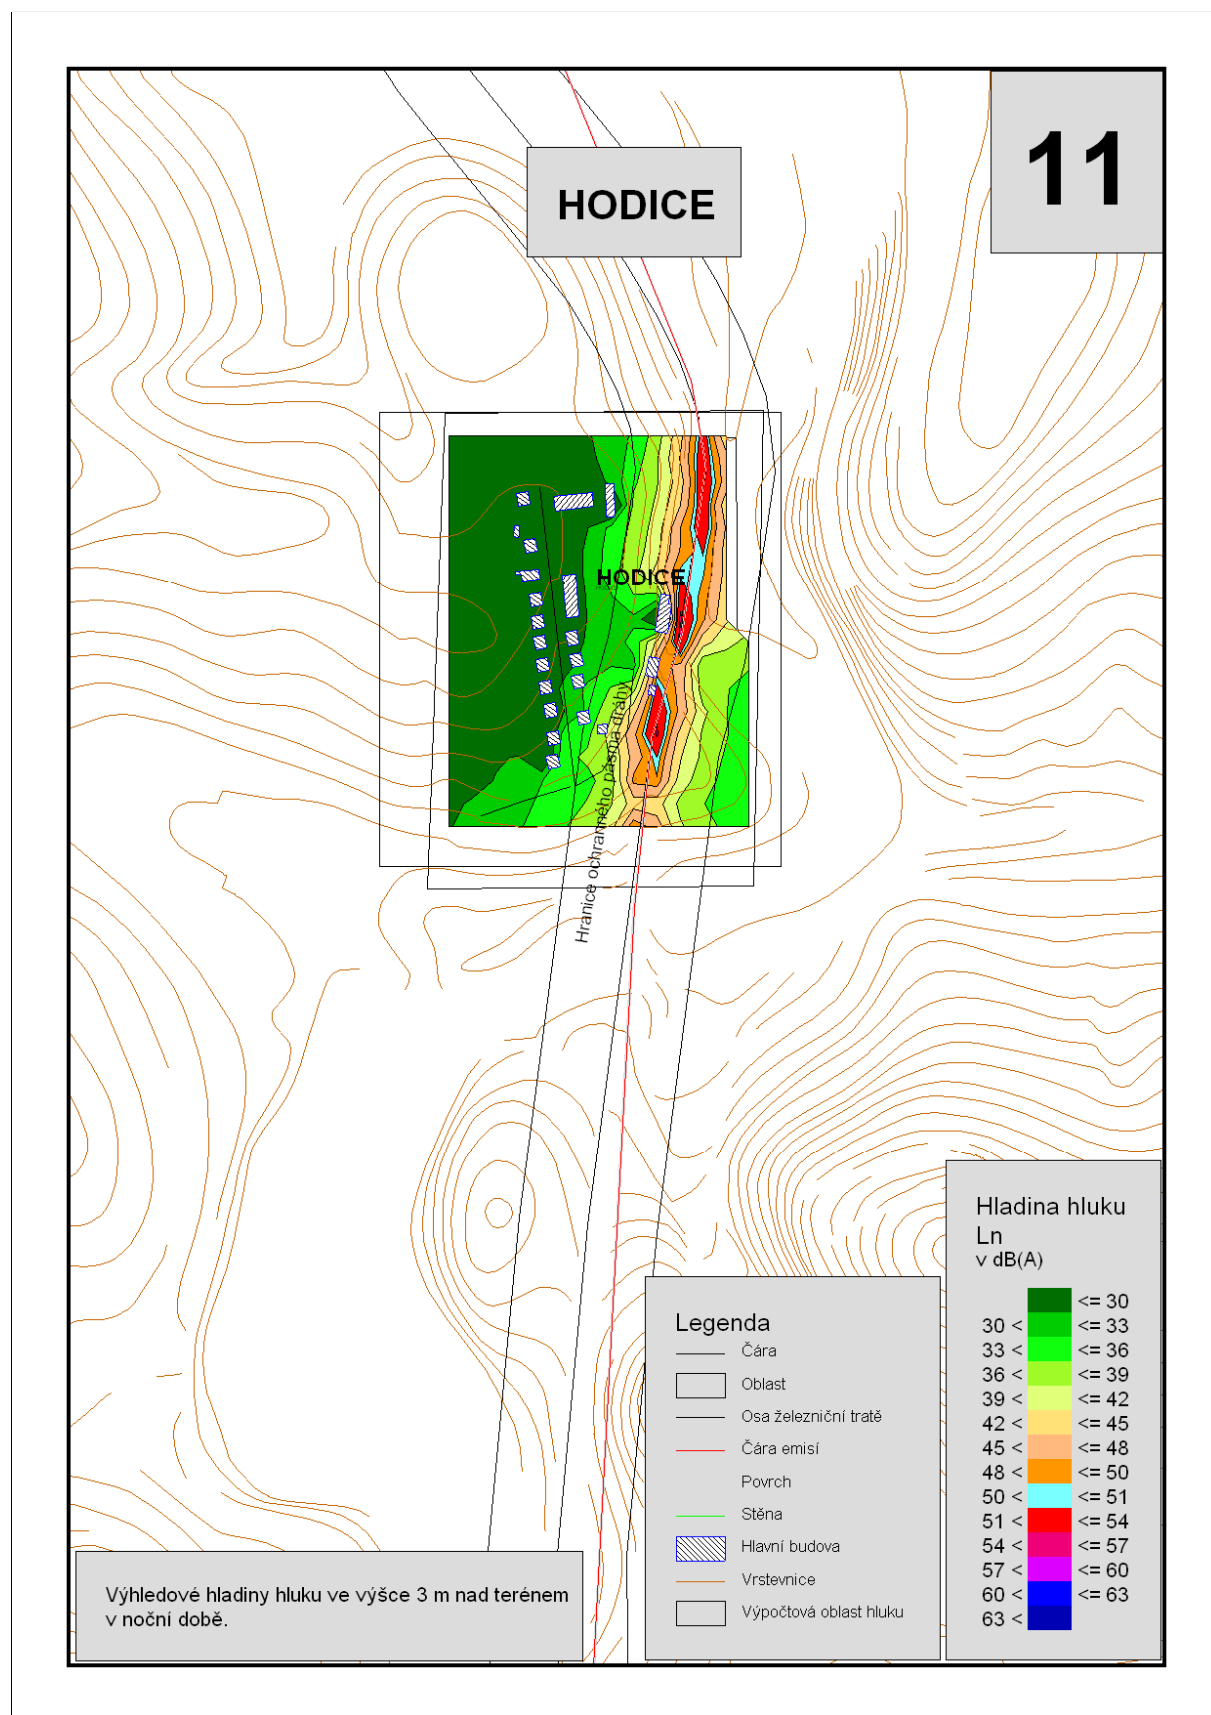 11
HODICE
HODICE
Hranice ochranného pásma dráhy
Hladina hluku
Ln
v dB(A)
<= 30
30 < <= 33
33 < <= 36
36 < <= 39
39 < <= 42
42 < <= 45
45 < <= 48
48 < <= 50
50 < <= 51
51 < <= 54
54 < <= 57
57 < <= 60
60 < <= 63
63 <
Legenda
Čára
Oblast
Osa železniční tratě
Čára emisí
Povrch
Stěna
Hlavní budova
Vrstevnice
Výpočtová oblast hluku
Výhledové hladiny hluku ve výšce 3 m nad terénem
v noční době.